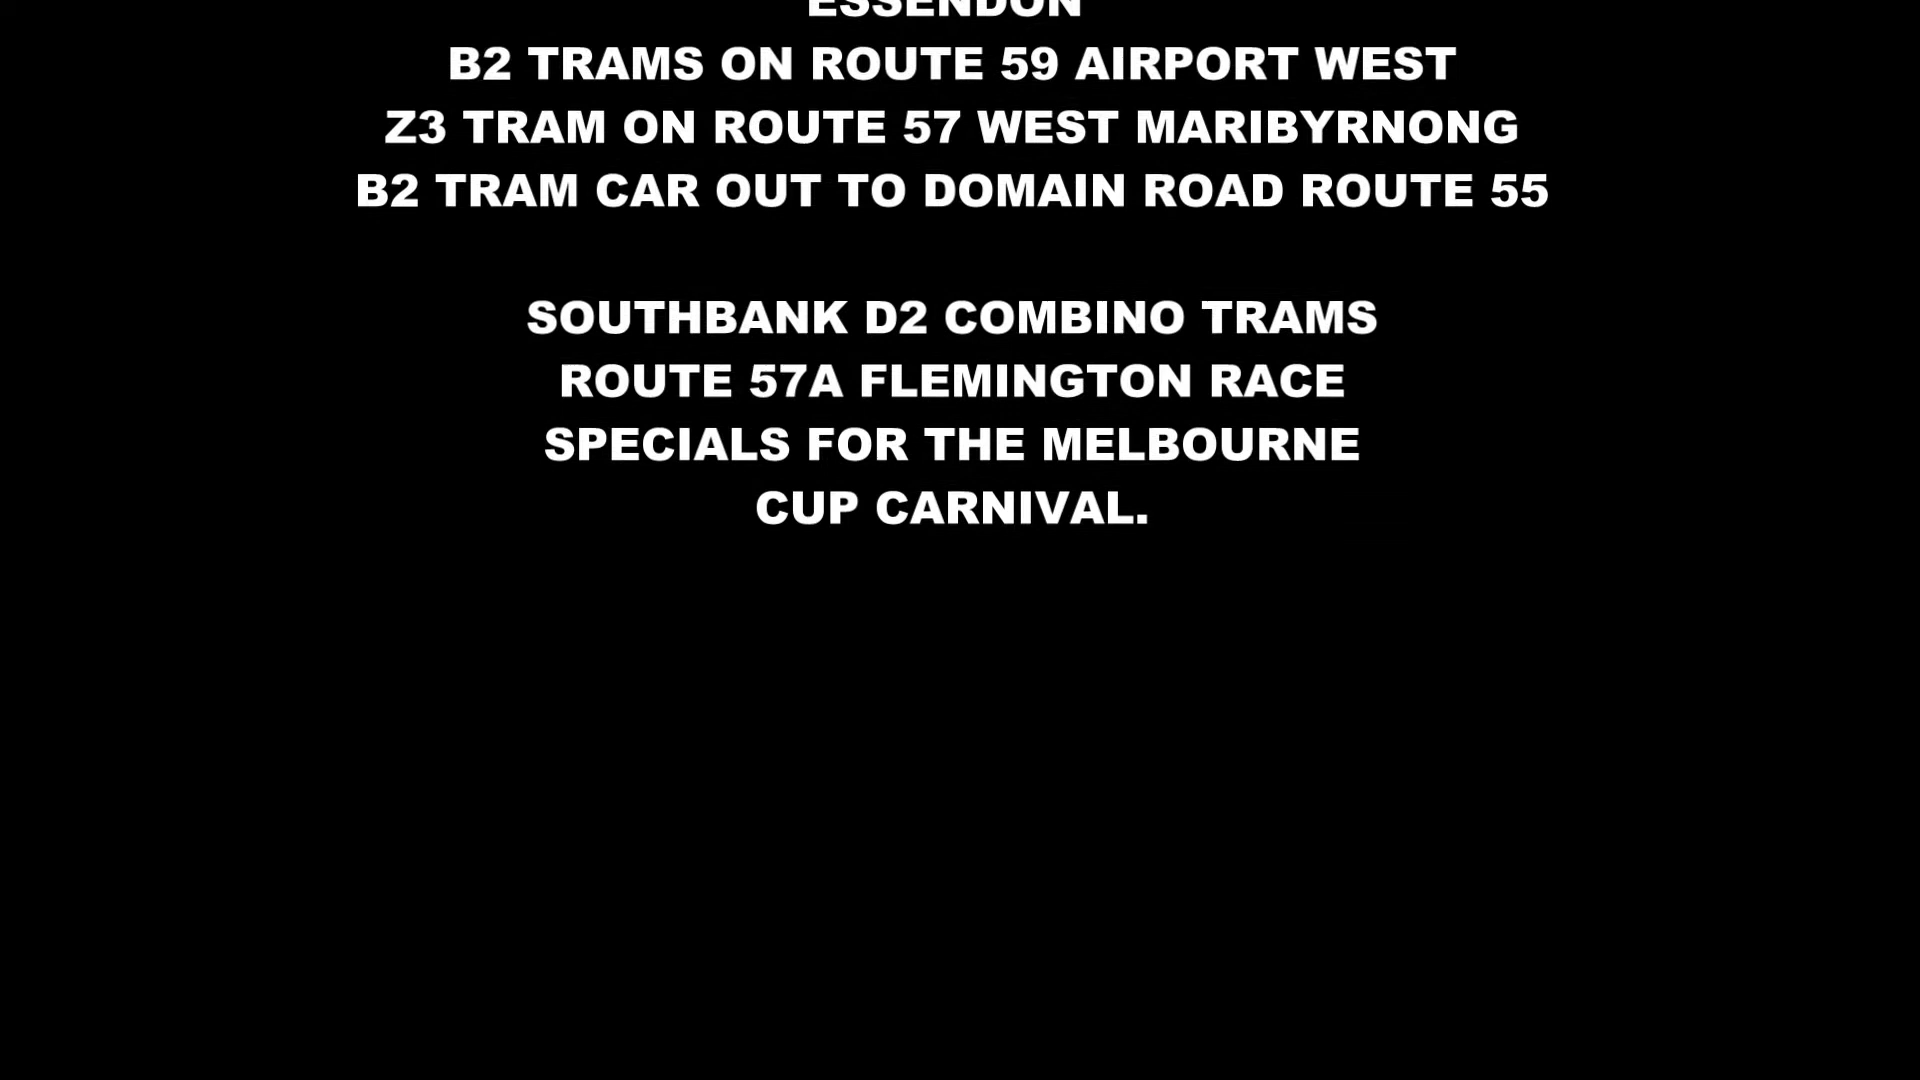 ESSENDON
B2 TRAMS ON ROUTE 59 AIRPORT WEST
Z3 TRAM ON ROUTE 57 WEST MARIBYRNONG
B2 TRAM CAR OUT TO DOMAIN ROAD ROUTE 55
SOUTHBANK D2 COMBINO TRAMS
ROUTE 57A FLEMINGTON RACE
SPECIALS FOR THE MELBOURNE
CUP CARNIVAL.